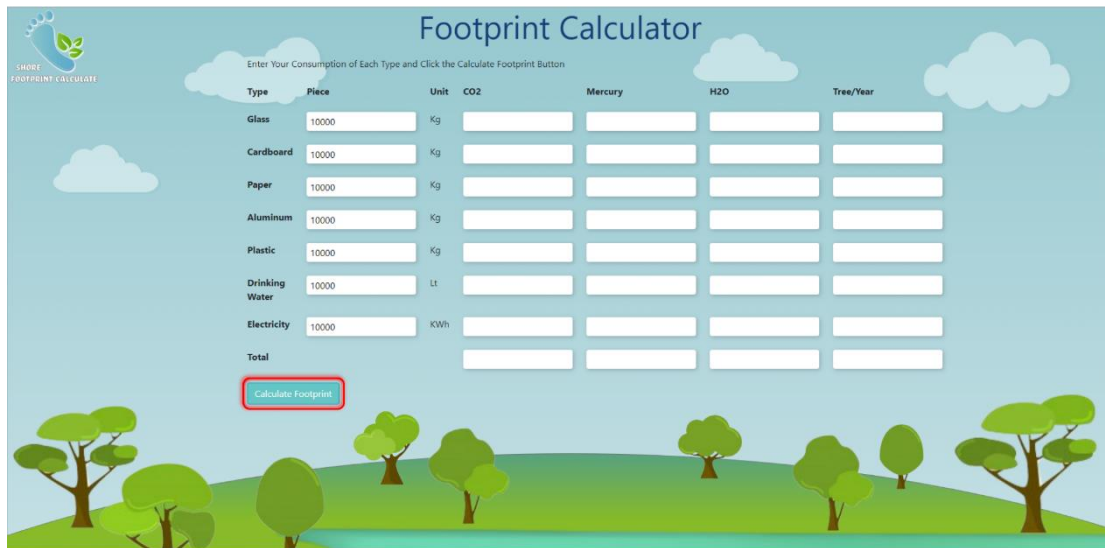 Footprint Calculator
SHORE
FOOTPRINT CALCULATE
Enter Your Consumption of Each Type and Click the Calculate Footprint Button
Type Piece Unit CO2 Mercury H2O Tree/Year
Glass 10000 Kg
Cardboard 10000 Kg
Paper 10000 Kg
Aluminum 10000 Kg
Plastic 10000 Kg
Drinking 10000 Lt
Water
Electricity 10000 KWh
Total
Calculate Footprint